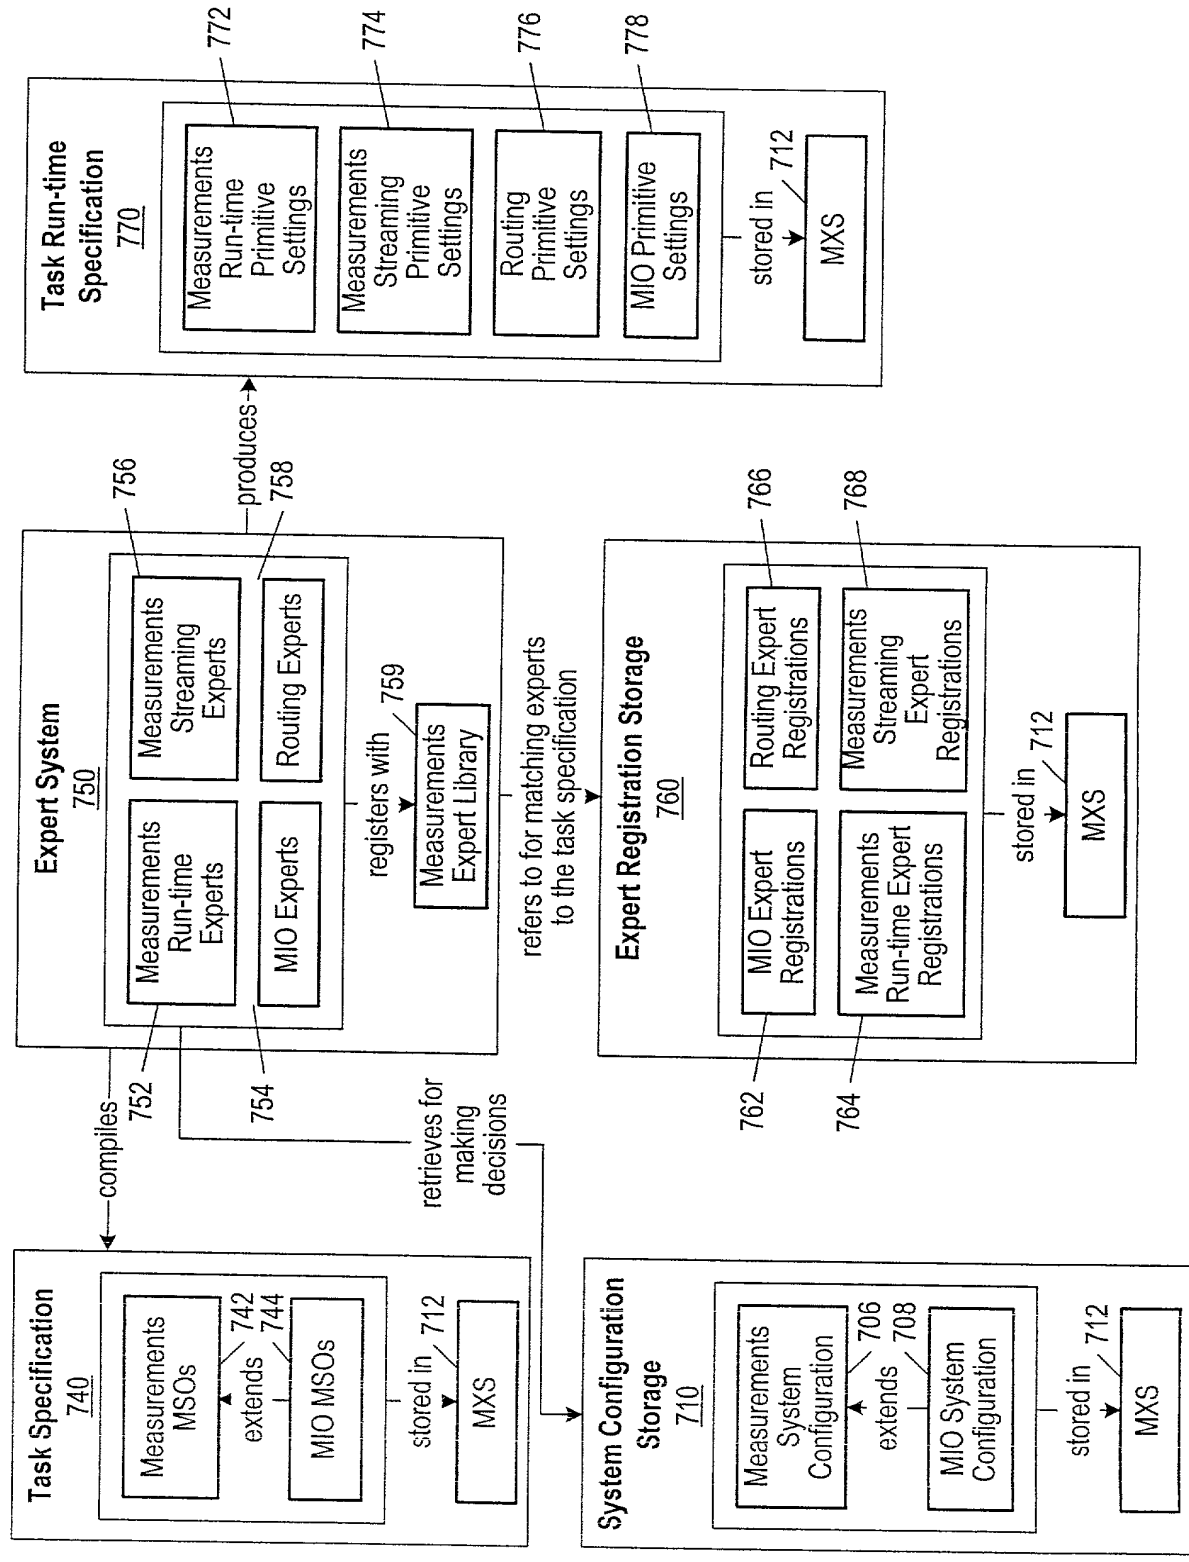 Task Specification
740
Measurements
MSOs
742
extends
744
MIO MSOs
stored in
712
MXS
compiles
Expert System
750
Measurements
Run-time
Experts
752
Measurements
Streaming
Experts
756
MIO Experts
754
Routing Experts
758
registers with
759
Measurements
Expert Library
produces
Task Run-time
Specification
770
Measurements
Run-time
Primitive
Settings
772
Measurements
Streaming
Primitive
Settings
774
Routing
Primitive
Settings
776
MIO Primitive
Settings
778
stored in
712
MXS
retrieves for
making
decisions
refers to for matching experts
to the task specification
System Configuration
Storage
710
Measurements
System
Configuration
706
extends
708
MIO System
Configuration
stored in
712
MXS
Expert Registration Storage
760
MIO Expert
Registrations
762
Routing Expert
Registrations
766
Measurements
Run-time Expert
Registrations
764
Measurements
Streaming
Expert
Registrations
768
stored in
712
MXS